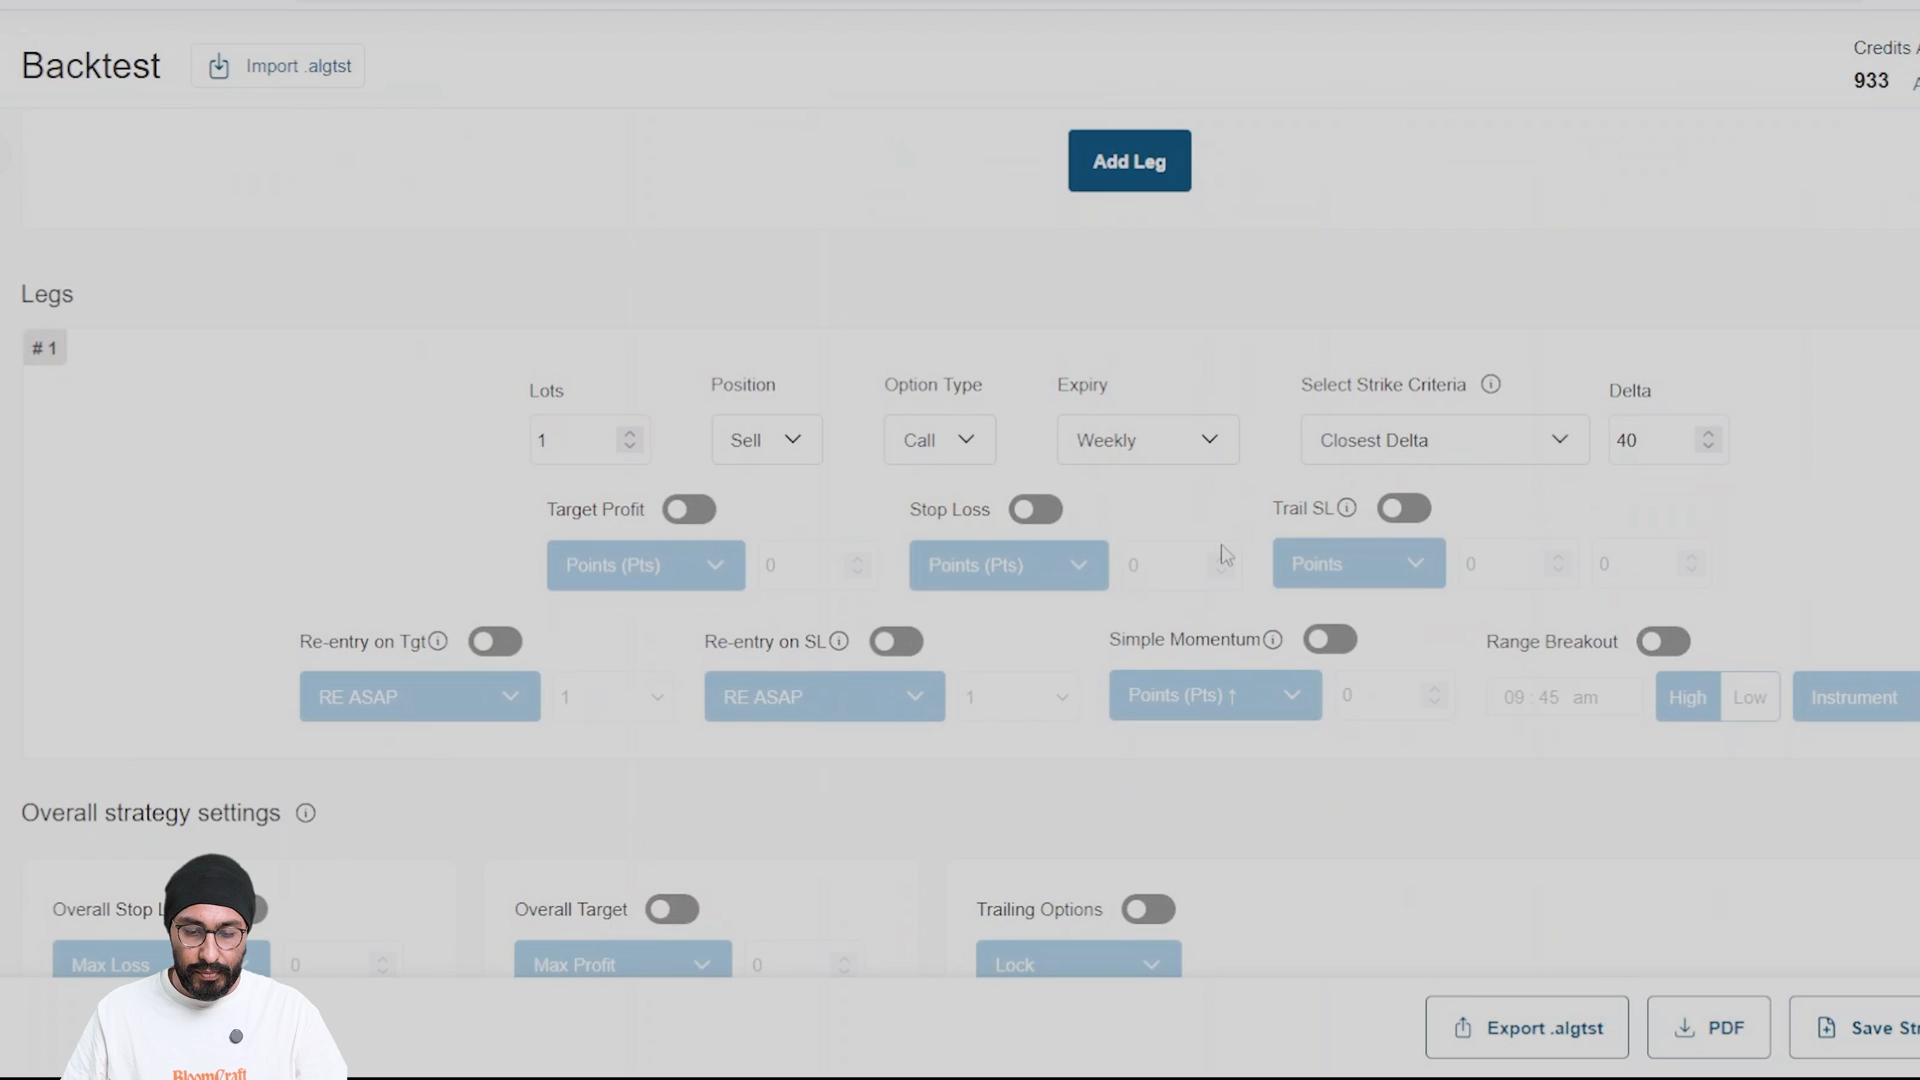 Backtest
Import .algtst
Credits A
933
Add Leg
Legs
# 1
Lots
Position
Option Type
Expiry
Select Strike Criteria
Delta
1
Sell
Call
Weekly
Closest Delta
40
Target Profit
Stop Loss
Trail SL
Points (Pts)
0
Points (Pts)
0
Points
0
0
Re-entry on Tgt
Re-entry on SL
Simple Momentum
Range Breakout
RE ASAP
1
RE ASAP
1
Points (Pts) ↑
0
09 : 45 am
High
Low
Instrument
Overall strategy settings
Overall Stop L
Overall Target
Trailing Options
Max Loss
0
Max Profit
0
Lock
Export .algtst
PDF
Save Str
BloomCraft